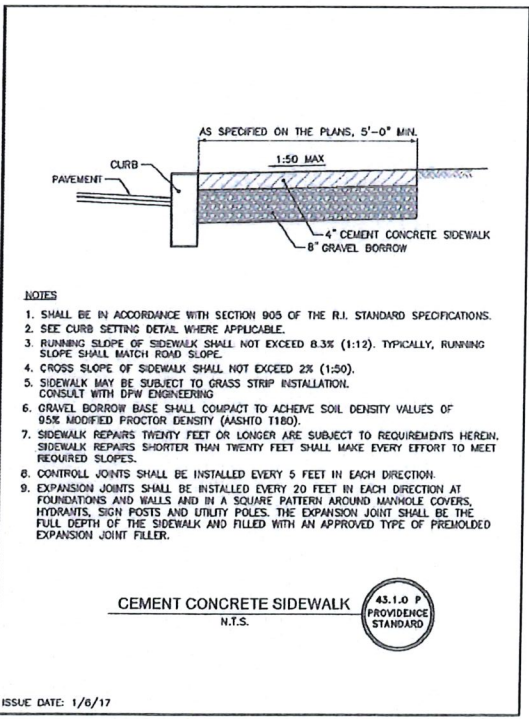 AS SPECIFIED ON THE PLANS, 5'-0" MIN.
1:50 MAX
CURB
PAVEMENT
4" CEMENT CONCRETE SIDEWALK
8" GRAVEL BORROW
NOTES
1. SHALL BE IN ACCORDANCE WITH SECTION 905 OF THE R.I. STANDARD SPECIFICATIONS.
2. SEE CURB SETTING DETAIL WHERE APPLICABLE.
3. RUNNING SLOPE OF SIDEWALK SHALL NOT EXCEED 8.3% (1:12). TYPICALLY, RUNNING
SLOPE SHALL MATCH ROAD SLOPE.
4. CROSS SLOPE OF SIDEWALK SHALL NOT EXCEED 2% (1:50).
5. SIDEWALK MAY BE SUBJECT TO GRASS STRIP INSTALLATION.
CONSULT WITH DPW ENGINEERING
6. GRAVEL BORROW BASE SHALL COMPACT TO ACHEIVE SOIL DENSITY VALUES OF
95% MODIFIED PROCTOR DENSITY (AASHTO T180).
7. SIDEWALK REPAIRS TWENTY FEET OR LONGER ARE SUBJECT TO REQUIREMENTS HEREIN.
SIDEWALK REPAIRS SHORTER THAN TWENTY FEET SHALL MAKE EVERY EFFORT TO MEET
REQUIRED SLOPES.
8. CONTROLL JOINTS SHALL BE INSTALLED EVERY 5 FEET IN EACH DIRECTION.
9. EXPANSION JOINTS SHALL BE INSTALLED EVERY 20 FEET IN EACH DIRECTION AT
FOUNDATIONS AND WALLS AND IN A SQUARE PATTERN AROUND MANHOLE COVERS,
HYDRANTS, SIGN POSTS AND UTILITY POLES. THE EXPANSION JOINT SHALL BE THE
FULL DEPTH OF THE SIDEWALK AND FILLED WITH AN APPROVED TYPE OF PREMOLDED
EXPANSION JOINT FILLER.
CEMENT CONCRETE SIDEWALK
N.T.S.
43.1.0 P
PROVIDENCE
STANDARD
ISSUE DATE: 1/6/17